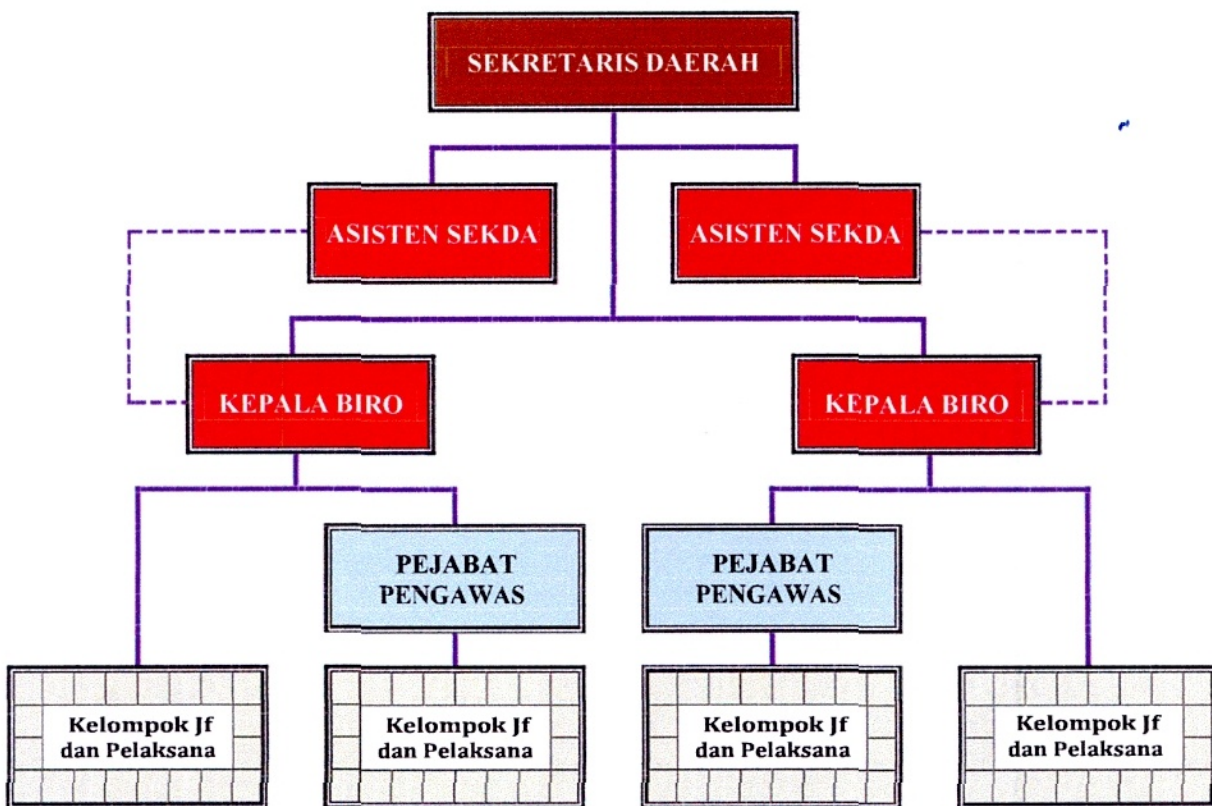 SEKRETARIS DAERAH
ASISTEN SEKDA
ASISTEN SEKDA
KEPALA BIRO
KEPALA BIRO
PEJABAT
PENGAWAS
PEJABAT
PENGAWAS
Kelompok Jf
dan Pelaksana
Kelompok Jf
dan Pelaksana
Kelompok Jf
dan Pelaksana
Kelompok Jf
dan Pelaksana